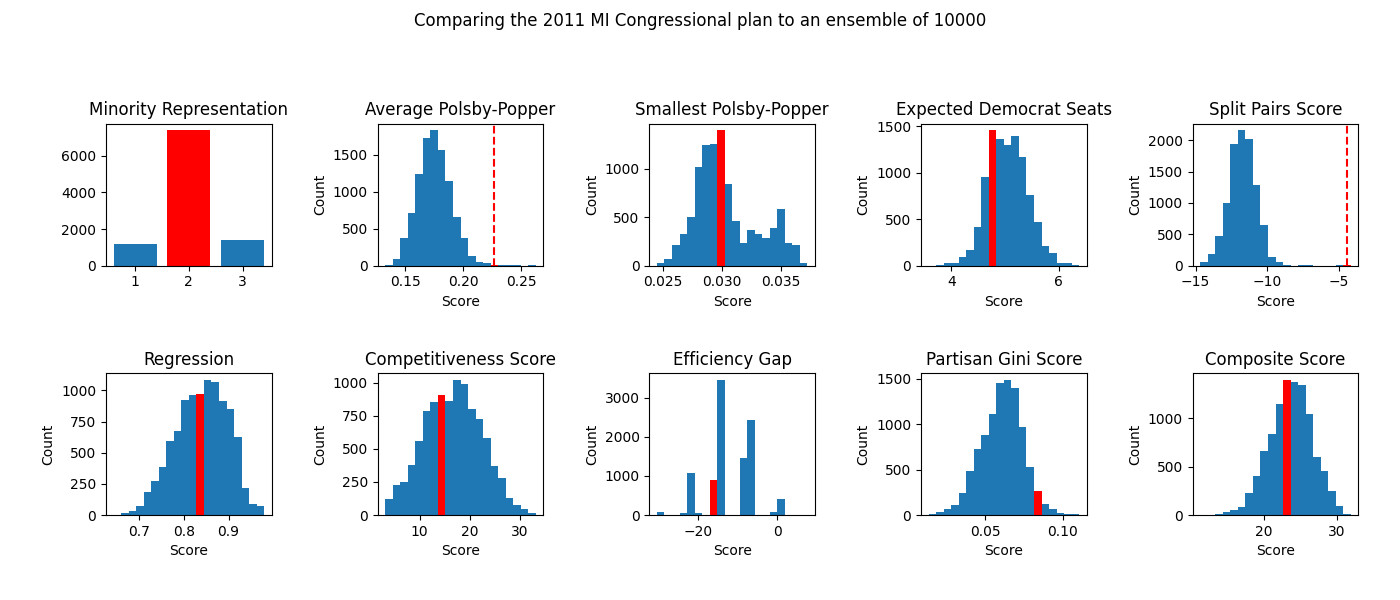 Comparing the 2011 MI Congressional plan to an ensemble of 10000
Minority Representation
6000
4000
2000
0
1 2 3
Average Polsby-Popper
Count
1500
1000
500
0
0.15 0.20 0.25
Score
Smallest Polsby-Popper
Count
1000
500
0
0.025 0.030 0.035
Score
Expected Democrat Seats
Count
1500
1000
500
0
4 6
Score
Split Pairs Score
Count
2000
1500
1000
500
0
−15 −10 −5
Score
Regression
Count
1000
750
500
250
0
0.7 0.8 0.9
Score
Competitiveness Score
Count
1000
750
500
250
0
10 20 30
Score
Efficiency Gap
Count
3000
2000
1000
0
−20 0
Score
Partisan Gini Score
Count
1500
1000
500
0
0.05 0.10
Score
Composite Score
Count
1000
500
0
20 30
Score